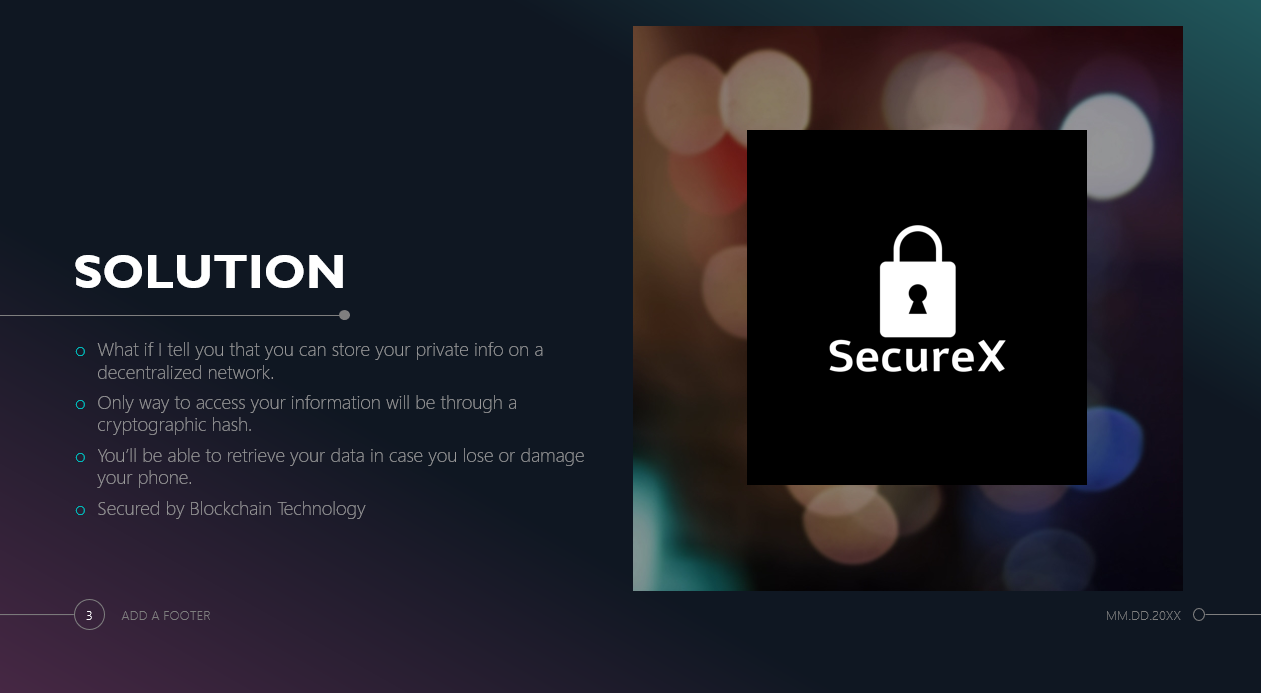 SOLUTION
What if I tell you that you can store your private info on a
decentralized network.
Only way to access your information will be through a
cryptographic hash.
You’ll be able to retrieve your data in case you lose or damage
your phone.
Secured by Blockchain Technology
SecureX
3 ADD A FOOTER
MM.DD.20XX